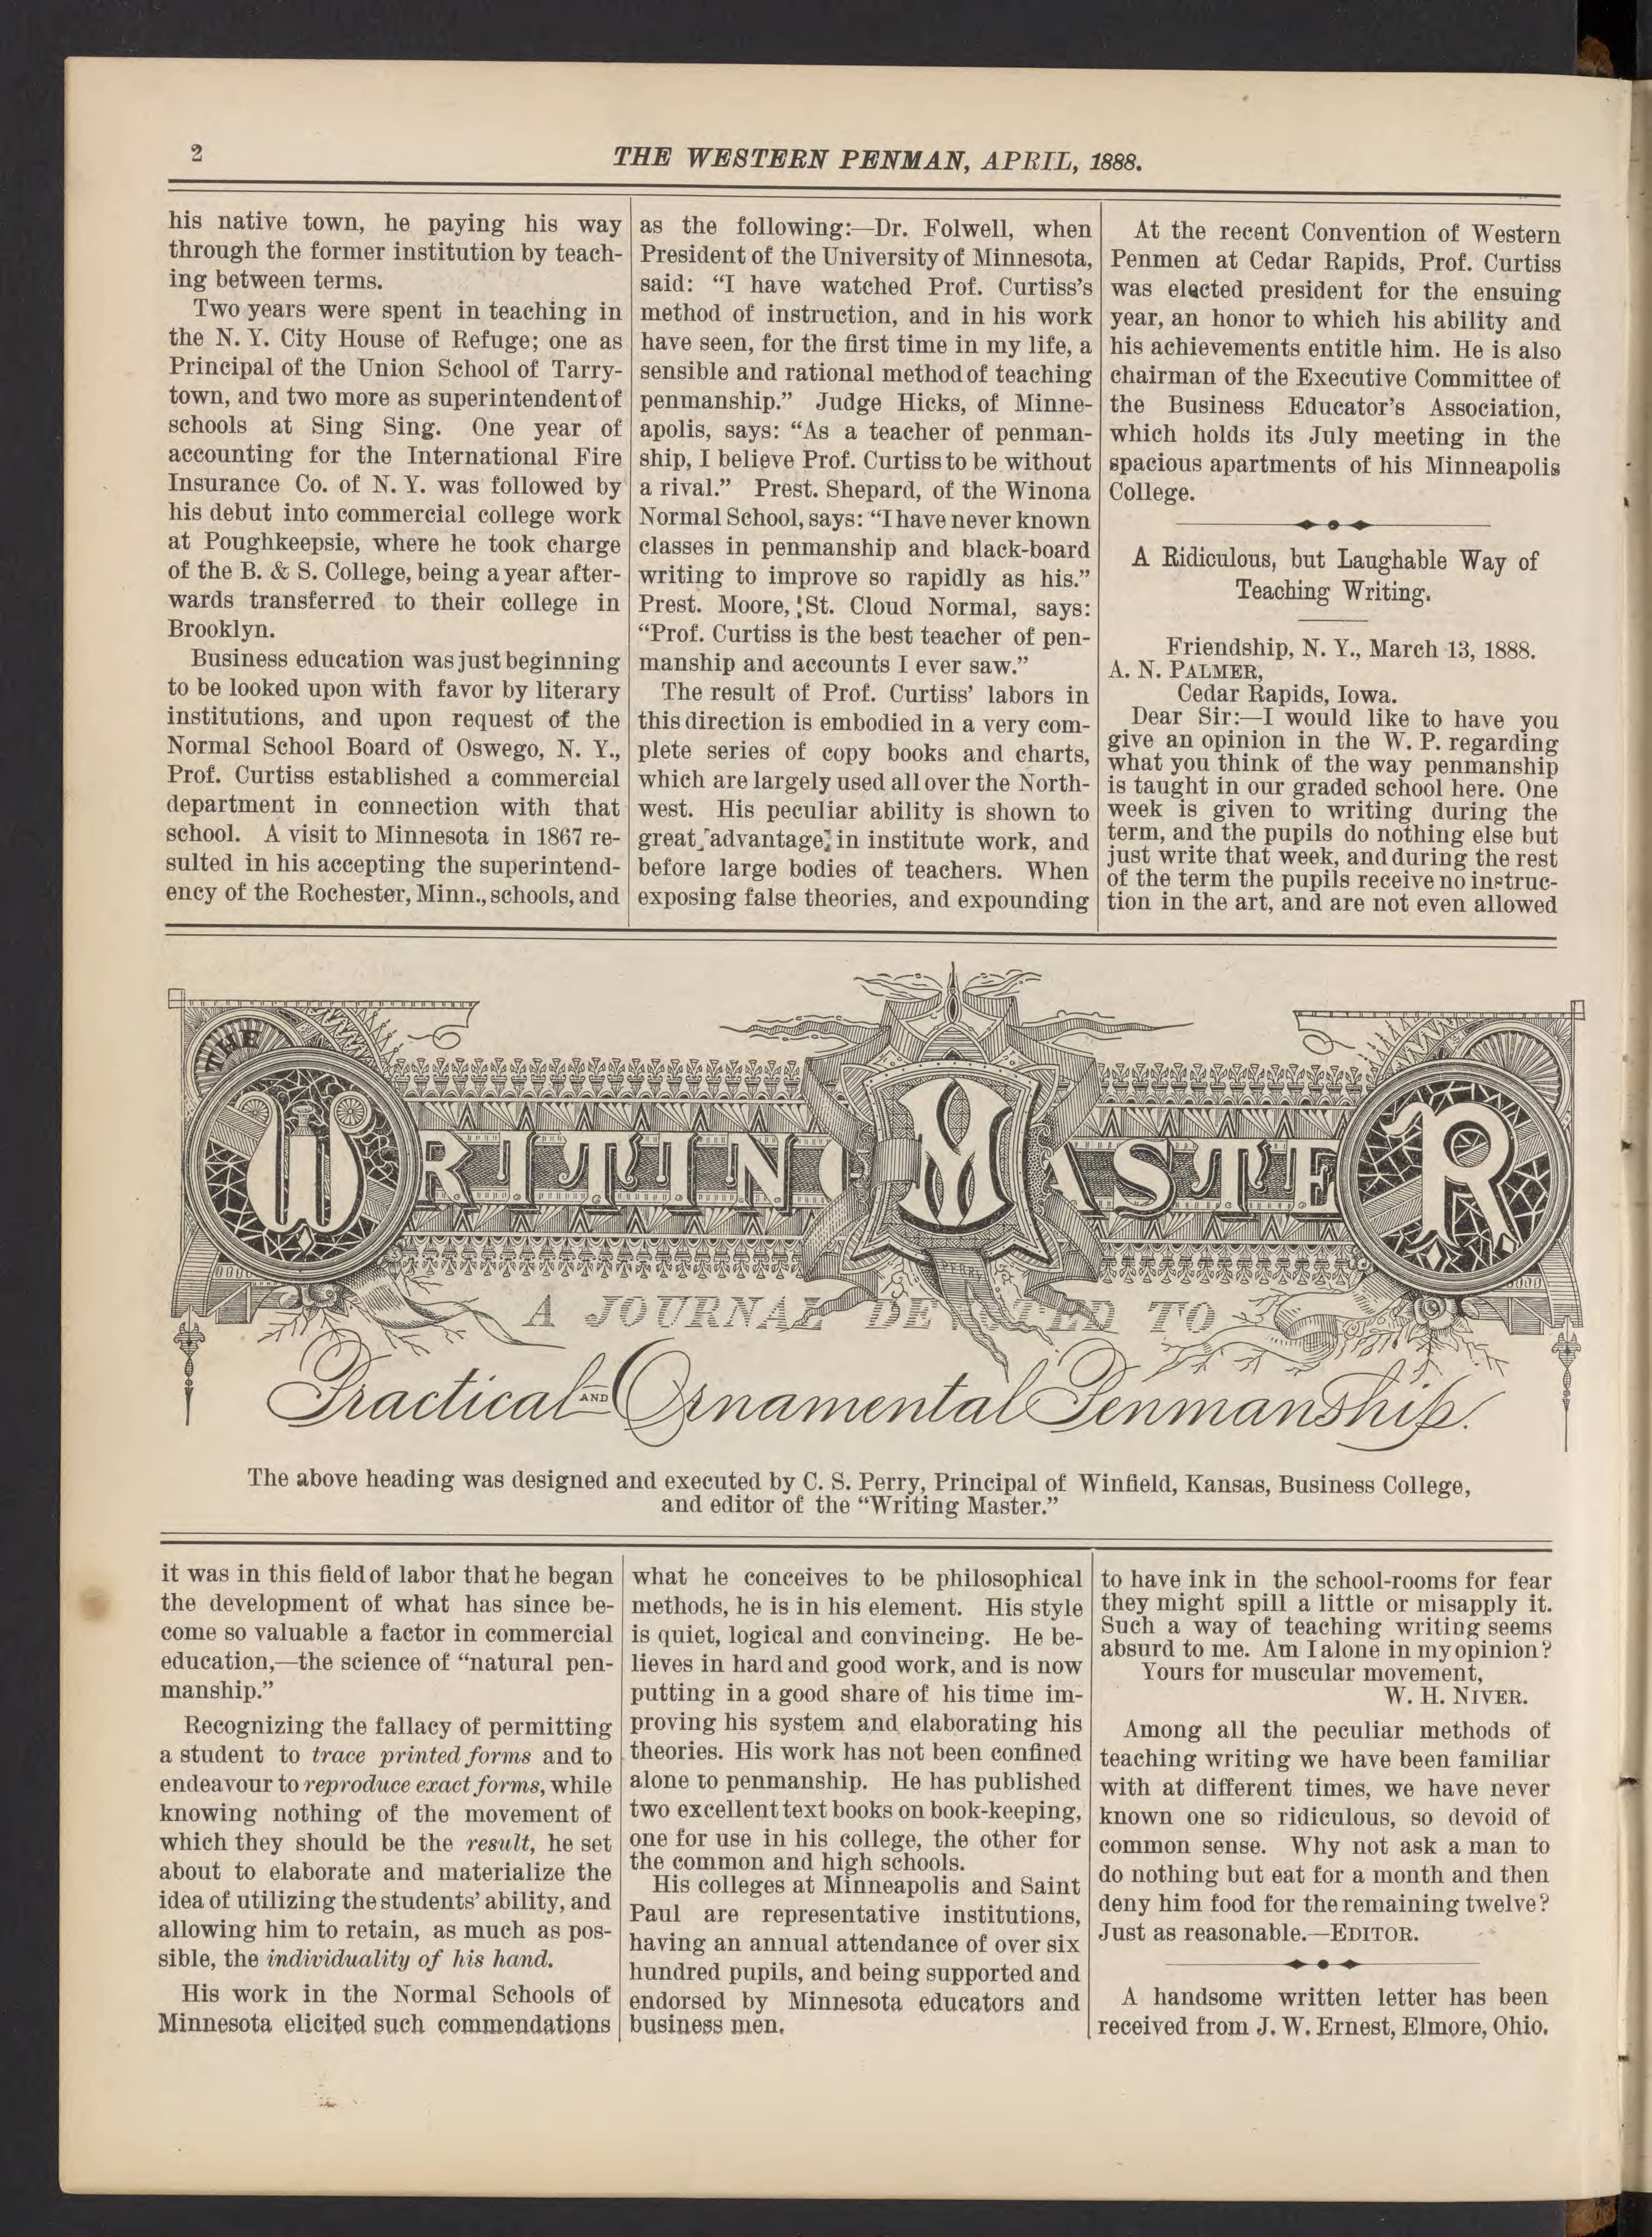 2
THE WESTERN PENMAN, APRIL, 1888.
his native town, he paying his way
through the former institution by teach-
ing between terms.
Two years were spent in teaching in
the N. Y. City House of Refuge; one as
Principal of the Union School of Tarry-
town, and two more as superintendent of
schools at Sing Sing. One year of
accounting for the International Fire
Insurance Co. of N. Y. was followed by
his debut into commercial college work
at Poughkeepsie, where he took charge
of the B. & S. College, being a year after-
wards transferred to their college in
Brooklyn.
Business education was just beginning
to be looked upon with favor by literary
institutions, and upon request of the
Normal School Board of Oswego, N. Y.,
Prof. Curtiss established a commercial
department in connection with that
school. A visit to Minnesota in 1867 re-
sulted in his accepting the superintend-
ency of the Rochester, Minn., schools, and
it was in this field of labor that he began
the development of what has since be-
come so valuable a factor in commercial
education,—the science of “natural pen-
manship.”
Recognizing the fallacy of permitting
a student to trace printed forms and to
endeavour to reproduce exact forms, while
knowing nothing of the movement of
which they should be the result, he set
about to elaborate and materialize the
idea of utilizing the students’ ability, and
allowing him to retain, as much as pos-
sible, the individuality of his hand.
His work in the Normal Schools of
Minnesota elicited such commendations
as the following:—Dr. Folwell, when
President of the University of Minnesota,
said: “I have watched Prof. Curtiss’s
method of instruction, and in his work
have seen, for the first time in my life, a
sensible and rational method of teaching
penmanship.” Judge Hicks, of Minne-
apolis, says: “As a teacher of penman-
ship, I believe Prof. Curtiss to be without
a rival.” Prest. Shepard, of the Winona
Normal School, says: “I have never known
classes in penmanship and black-board
writing to improve so rapidly as his.”
Prest. Moore, St. Cloud Normal, says:
“Prof. Curtiss is the best teacher of pen-
manship and accounts I ever saw.”
The result of Prof. Curtiss’ labors in
this direction is embodied in a very com-
plete series of copy books and charts,
which are largely used all over the North-
west. His peculiar ability is shown to
great advantage in institute work, and
before large bodies of teachers. When
exposing false theories, and expounding
what he conceives to be philosophical
methods, he is in his element. His style
is quiet, logical and convincing. He be-
lieves in hard and good work, and is now
putting in a good share of his time im-
proving his system and elaborating his
theories. His work has not been confined
alone to penmanship. He has published
two excellent text books on book-keeping,
one for use in his college, the other for
the common and high schools.
His colleges at Minneapolis and Saint
Paul are representative institutions,
having an annual attendance of over six
hundred pupils, and being supported and
endorsed by Minnesota educators and
business men.
At the recent Convention of Western
Penmen at Cedar Rapids, Prof. Curtiss
was elected president for the ensuing
year, an honor to which his ability and
his achievements entitle him. He is also
chairman of the Executive Committee of
the Business Educator’s Association,
which holds its July meeting in the
spacious apartments of his Minneapolis
College.
A Ridiculous, but Laughable Way of
Teaching Writing.
Friendship, N. Y., March 13, 1888.
A. N. PALMER,
Cedar Rapids, Iowa.
Dear Sir:—I would like to have you
give an opinion in the W. P. regarding
what you think of the way penmanship
is taught in our graded school here. One
week is given to writing during the
term, and the pupils do nothing else but
just write that week, and during the rest
of the term the pupils receive no instruc-
tion in the art, and are not even allowed
to have ink in the school-rooms for fear
they might spill a little or misapply it.
Such a way of teaching writing seems
absurd to me. Am I alone in my opinion?
Yours for muscular movement,
W. H. NIVER.
Among all the peculiar methods of
teaching writing we have been familiar
with at different times, we have never
known one so ridiculous, so devoid of
common sense. Why not ask a man to
do nothing but eat for a month and then
deny him food for the remaining twelve?
Just as reasonable.—EDITOR.
A handsome written letter has been
received from J. W. Ernest, Elmore, Ohio.
THE
WRITING MASTER
PERRY
A JOURNAL DEVOTED TO
Practical AND Ornamental Penmanship.
The above heading was designed and executed by C. S. Perry, Principal of Winfield, Kansas, Business College,
and editor of the “Writing Master.”